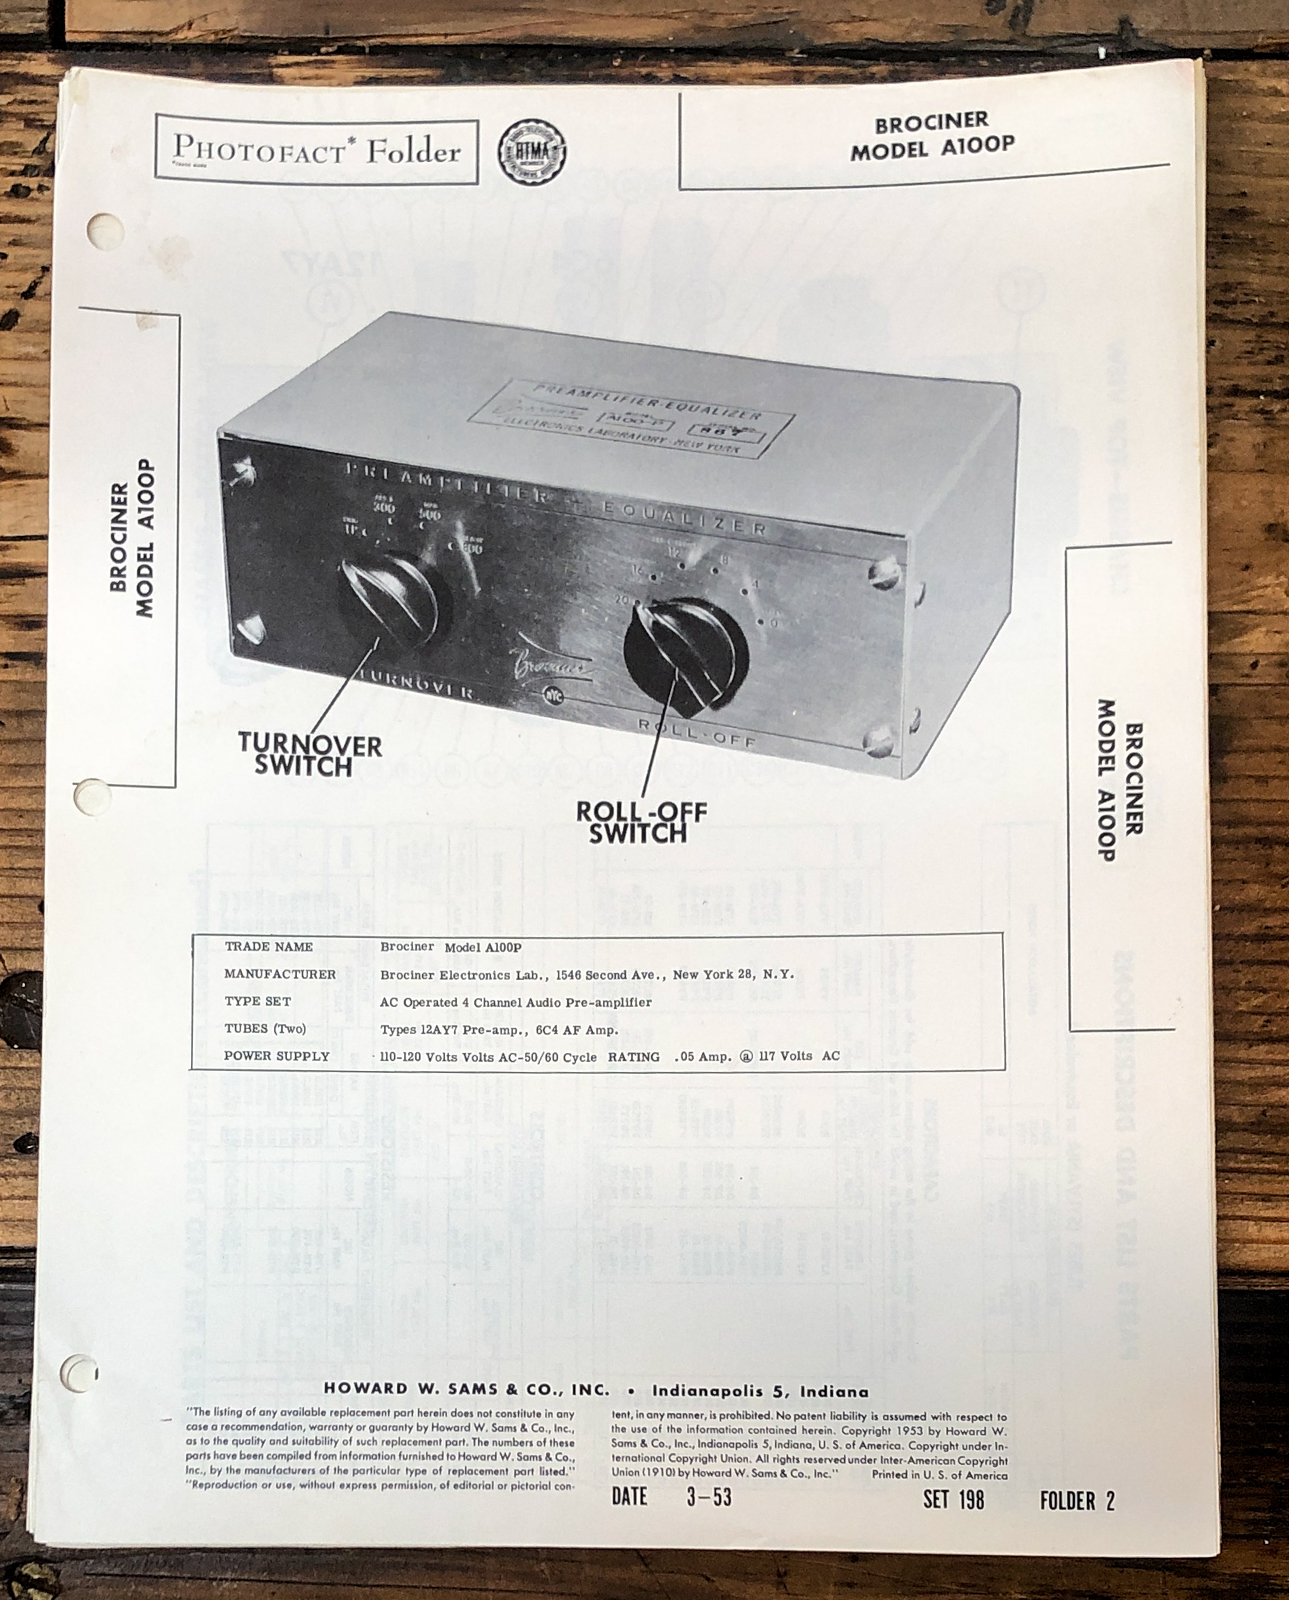 PHOTOFACT* Folder
*TRADE MARK
RTMA
BROCINER
MODEL A100P
BROCINER
MODEL A100P
PREAMPLIFIER-EQUALIZER
Brociner
A100-P
ELECTRONICS LABORATORY-NEW YORK
PREAMPLIFIER - EQUALIZER
300
500
800
16
12
8
4
20
0
Brociner
NYC
TURNOVER
ROLL-OFF
TURNOVER
SWITCH
ROLL-OFF
SWITCH
BROCINER
MODEL A100P
TRADE NAME Brociner Model A100P
MANUFACTURER Brociner Electronics Lab., 1546 Second Ave., New York 28, N.Y.
TYPE SET AC Operated 4 Channel Audio Pre-amplifier
TUBES (Two) Types 12AY7 Pre-amp., 6C4 AF Amp.
POWER SUPPLY 110-120 Volts Volts AC-50/60 Cycle RATING .05 Amp. @ 117 Volts AC
HOWARD W. SAMS & CO., INC. • Indianapolis 5, Indiana
"The listing of any available replacement part herein does not constitute in any
case a recommendation, warranty or guaranty by Howard W. Sams & Co., Inc.,
as to the quality and suitability of such replacement part. The numbers of these
parts have been compiled from information furnished to Howard W. Sams & Co.,
Inc., by the manufacturers of the particular type of replacement part listed."
"Reproduction or use, without express permission, of editorial or pictorial con-
tent, in any manner, is prohibited. No patent liability is assumed with respect to
the use of the information contained herein. Copyright 1953 by Howard W.
Sams & Co., Inc., Indianapolis 5, Indiana, U. S. of America. Copyright under In-
ternational Copyright Union. All rights reserved under Inter-American Copyright
Union (1910) by Howard W. Sams & Co., Inc." Printed in U. S. of America
DATE 3-53 SET 198 FOLDER 2